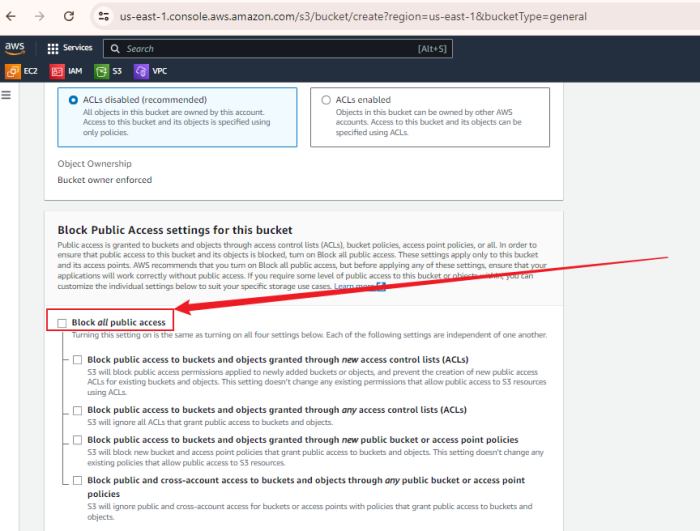 us-east-1.console.aws.amazon.com/s3/bucket/create?region=us-east-1&bucketType=general
aws
Services
Search
[Alt+S]
EC2
IAM
S3
VPC
ACLs disabled (recommended)
All objects in this bucket are owned by this account.
Access to this bucket and its objects is specified using
only policies.
ACLs enabled
Objects in this bucket can be owned by other AWS
accounts. Access to this bucket and its objects can be
specified using ACLs.
Object Ownership
Bucket owner enforced
Block Public Access settings for this bucket
Public access is granted to buckets and objects through access control lists (ACLs), bucket policies, access point policies, or all. In order to
ensure that public access to this bucket and its objects is blocked, turn on Block all public access. These settings apply only to this bucket
and its access points. AWS recommends that you turn on Block all public access, but before applying any of these settings, ensure that your
applications will work correctly without public access. If you require some level of public access to this bucket or objects within, you can
customize the individual settings below to suit your specific storage use cases. Learn more
Block all public access
Turning this setting on is the same as turning on all four settings below. Each of the following settings are independent of one another.
Block public access to buckets and objects granted through new access control lists (ACLs)
S3 will block public access permissions applied to newly added buckets or objects, and prevent the creation of new public access
ACLs for existing buckets and objects. This setting doesn't change any existing permissions that allow public access to S3 resources
using ACLs.
Block public access to buckets and objects granted through any access control lists (ACLs)
S3 will ignore all ACLs that grant public access to buckets and objects.
Block public access to buckets and objects granted through new public bucket or access point policies
S3 will block new bucket and access point policies that grant public access to buckets and objects. This setting doesn't change any
existing policies that allow public access to S3 resources.
Block public and cross-account access to buckets and objects through any public bucket or access point
policies
S3 will ignore public and cross-account access for buckets or access points with policies that grant public access to buckets and
objects.